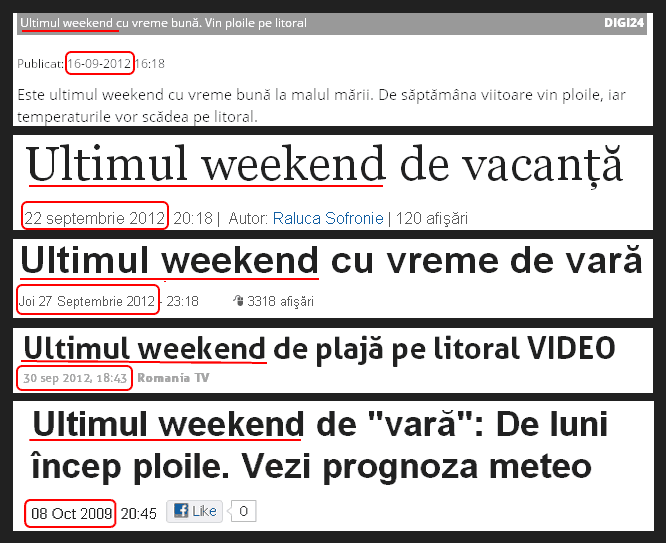 Ultimul weekend cu vreme bună. Vin ploile pe litoral DIGI24
Publicat: 16-09-2012 16:18
Este ultimul weekend cu vreme bună la malul mării. De săptămâna viitoare vin ploile, iar
temperaturile vor scădea pe litoral.
Ultimul weekend de vacanță
22 septembrie 2012 20:18 | Autor: Raluca Sofronie | 120 afişări
Ultimul weekend cu vreme de vară
Joi 27 Septembrie 2012 - 23:18 3318 afişări
Ultimul weekend de plajă pe litoral VIDEO
30 sep 2012, 18:43 Romania TV
Ultimul weekend de "vară": De luni
încep ploile. Vezi prognoza meteo
08 Oct 2009 20:45 Like 0